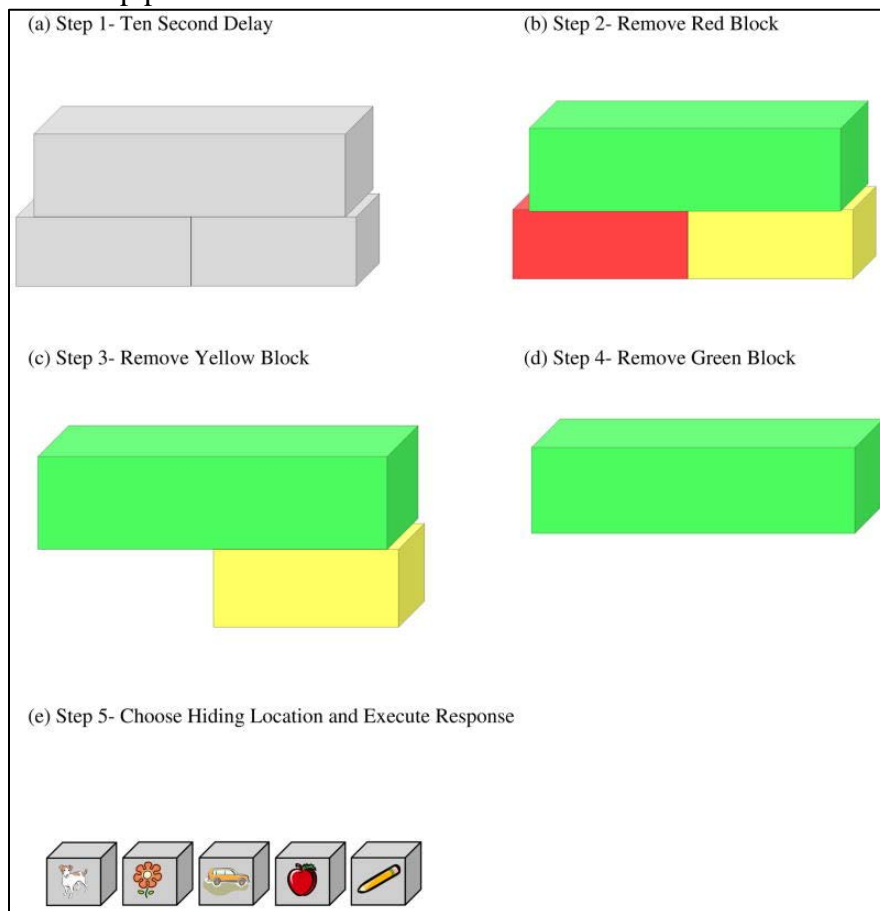 (a) Step 1- Ten Second Delay
(b) Step 2- Remove Red Block
(c) Step 3- Remove Yellow Block
(d) Step 4- Remove Green Block
(e) Step 5- Choose Hiding Location and Execute Response